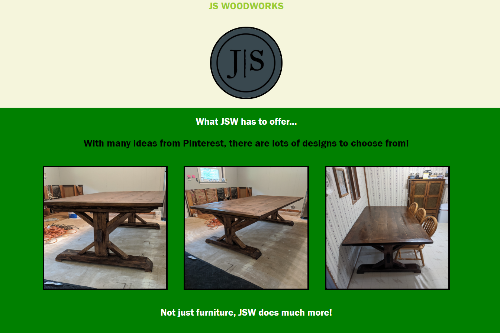 JS WOODWORKS
J|S
What JSW has to offer...
With many ideas from Pinterest, there are lots of designs to choose from!
Not just furniture, JSW does much more!